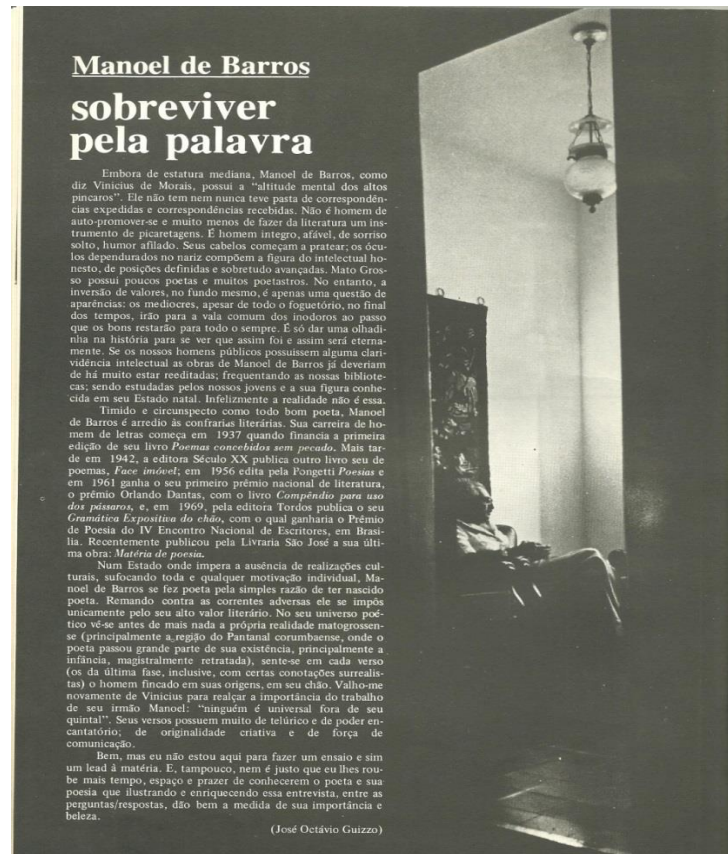 Manoel de Barros
sobreviver
pela palavra
Embora de estatura mediana, Manoel de Barros, como
diz Vinicius de Morais, possui a “altitude mental dos altos
pincaros”. Ele não tem nem nunca teve pasta de correspondên-
cias expedidas e correspondências recebidas. Não é homem de
auto-promover-se e muito menos de fazer da literatura um ins-
trumento de picaretagens. É homem integro, afável, de sorriso
solto, humor afilado. Seus cabelos começam a pratear; os ócu-
los dependurados no nariz compõem a figura do intelectual ho-
nesto, de posições definidas e sobretudo avançadas. Mato Gros-
so possui poucos poetas e muitos poetastros. No entanto, a
inversão de valores, no fundo mesmo, é apenas uma questão de
aparências: os mediocres, apesar de todo o foguetório, no final
dos tempos, irão para a vala comum dos inodoros ao passo
que os bons restarão para todo o sempre. É só dar uma olhadi-
nha na história para se ver que assim foi e assim será eterna-
mente. Se os nossos homens públicos possuissem alguma clari-
vidência intelectual as obras de Manoel de Barros já deveriam
de há muito estar reeditadas; frequentando as nossas bibliote-
cas; sendo estudadas pelos nossos jovens e a sua figura conhe-
cida em seu Estado natal. Infelizmente a realidade não é essa.
Timido e circunspecto como todo bom poeta, Manoel
de Barros é arredio às confrarias literárias. Sua carreira de ho-
mem de letras começa em 1937 quando financia a primeira
edição de seu livro Poemas concebidos sem pecado. Mais tar-
de em 1942, a editora Século XX publica outro livro seu de
poemas, Face imóvel; em 1956 edita pela Pongetti Poesias e
em 1961 ganha o seu primeiro prêmio nacional de literatura,
o prêmio Orlando Dantas, com o livro Compêndio para uso
dos pássaros, e, em 1969, pela editora Tordos publica o seu
Gramática Expositiva do chão, com o qual ganharia o Prêmio
de Poesia do IV Encontro Nacional de Escritores, em Brasi-
lia. Recentemente publicou pela Livraria São José a sua últi-
ma obra: Matéria de poesia.
Num Estado onde impera a ausência de realizações cul-
turais, sufocando toda e qualquer motivação individual, Ma-
noel de Barros se fez poeta pela simples razão de ter nascido
poeta. Remando contra as correntes adversas ele se impôs
unicamente pelo seu alto valor literário. No seu universo poé-
tico vê-se antes de mais nada a própria realidade matogrossen-
se (principalmente a região do Pantanal corumbaense, onde o
poeta passou grande parte de sua existência, principalmente a
infância, magistralmente retratada), sente-se em cada verso
(os da última fase, inclusive, com certas conotações surrealis-
tas) o homem fincado em suas origens, em seu chão. Valho-me
novamente de Vinicius para realçar a importância do trabalho
de seu irmão Manoel: “ninguém é universal fora de seu
quintal”. Seus versos possuem muito de telúrico e de poder en-
cantatório; de originalidade criativa e de força de
comunicação.
Bem, mas eu não estou aqui para fazer um ensaio e sim
um lead à matéria. E, tampouco, nem é justo que eu lhes rou-
be mais tempo, espaço e prazer de conhecerem o poeta e sua
poesia que ilustrando e enriquecendo essa entrevista, entre as
perguntas/respostas, dão bem a medida de sua importância e
beleza.
(José Octávio Guizzo)